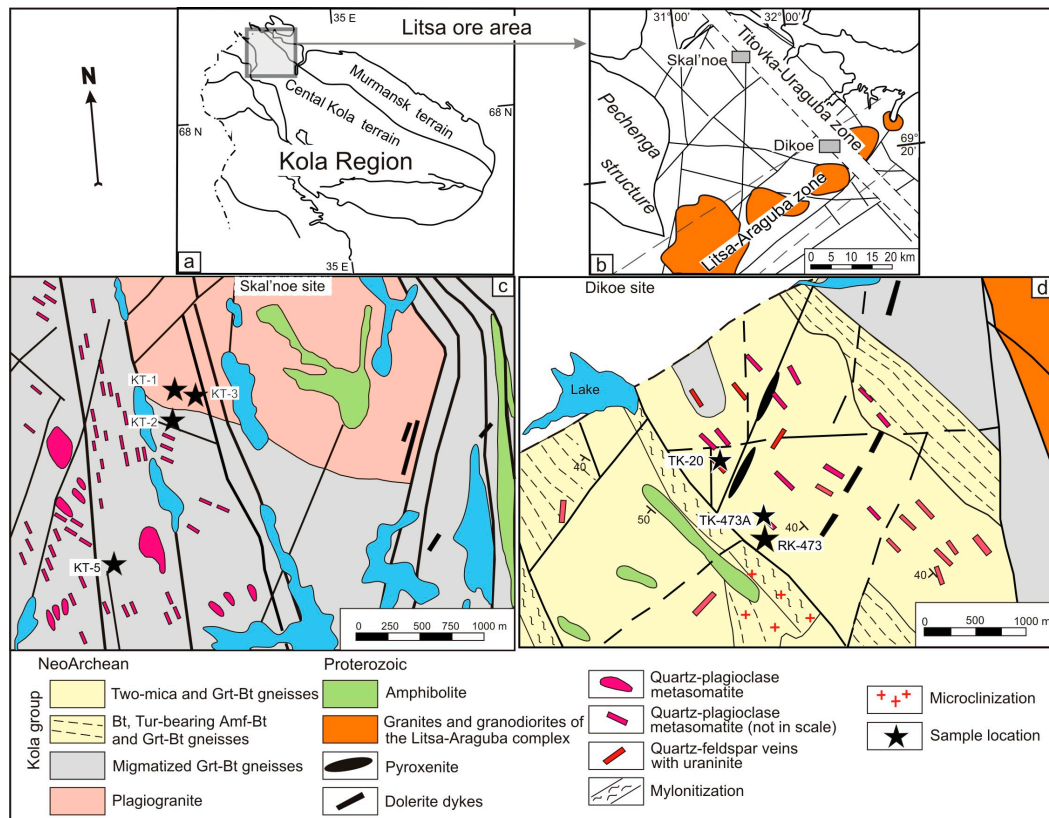 35 E
Litsa ore area
N
Murmansk terrain
Cental Kola terrain
68 N
68 N
Kola Region
35 E
a
31° 00'
32° 00'
Skal'noe
Titovka-Uraguba zone
Pechenga
structure
Dikoe
69°
20'
Litsa-Araguba zone
0 5 10 15 20 km
b
Skal'noe site
c
KT-1
KT-3
KT-2
KT-5
0 250 500 750 1000 m
Dikoe site
d
Lake
40
TK-20
50
TK-473A
40
RK-473
40
0 500 1000 m
NeoArchean
Kola group
Two-mica and Grt-Bt gneisses
Bt, Tur-bearing Amf-Bt
and Grt-Bt gneisses
Migmatized Grt-Bt gneisses
Plagiogranite
Proterozoic
Amphibolite
Granites and granodiorites of
the Litsa-Araguba complex
Pyroxenite
Dolerite dykes
Quartz-plagioclase
metasomatite
Quartz-plagioclase
metasomatite (not in scale)
Quartz-feldspar veins
with uraninite
Mylonitization
Microclinization
Sample location